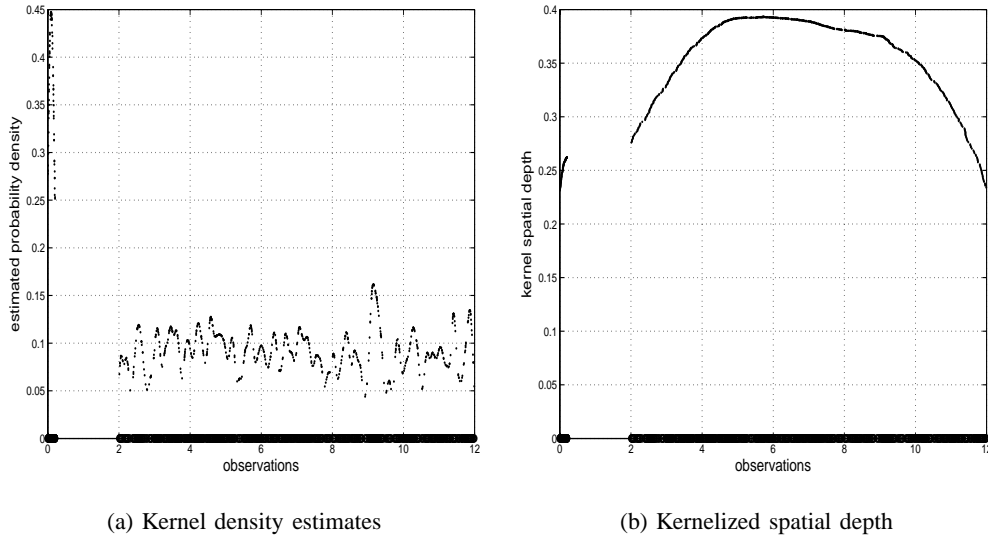 0.45
0.4
0.35
0.3
0.25
0.2
0.15
0.1
0.05
0
estimated probability density
0 2 4 6 8 10 12
observations
0.4
0.35
0.3
0.25
0.2
0.15
0.1
0.05
0
kernel spatial depth
0 2 4 6 8 10 12
observations
(a) Kernel density estimates
(b) Kernelized spatial depth